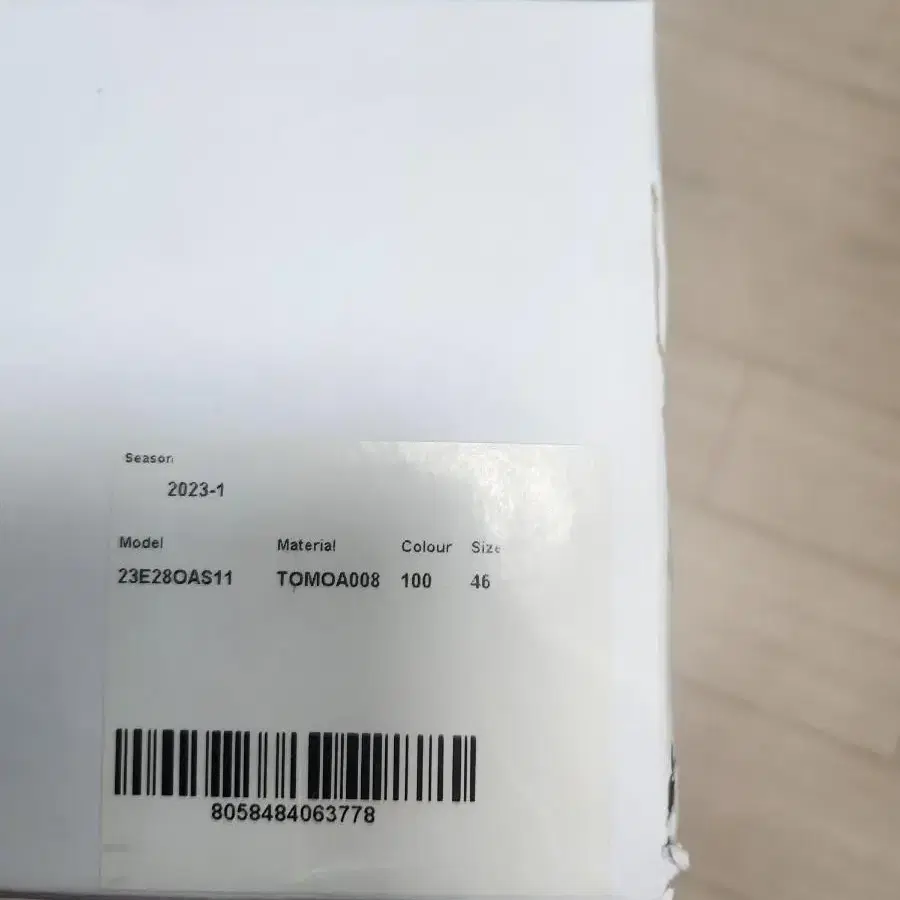 Season
2023-1
Model Material Colour Size
23E28OAS11 TOMOA008 100 46
8058484063778